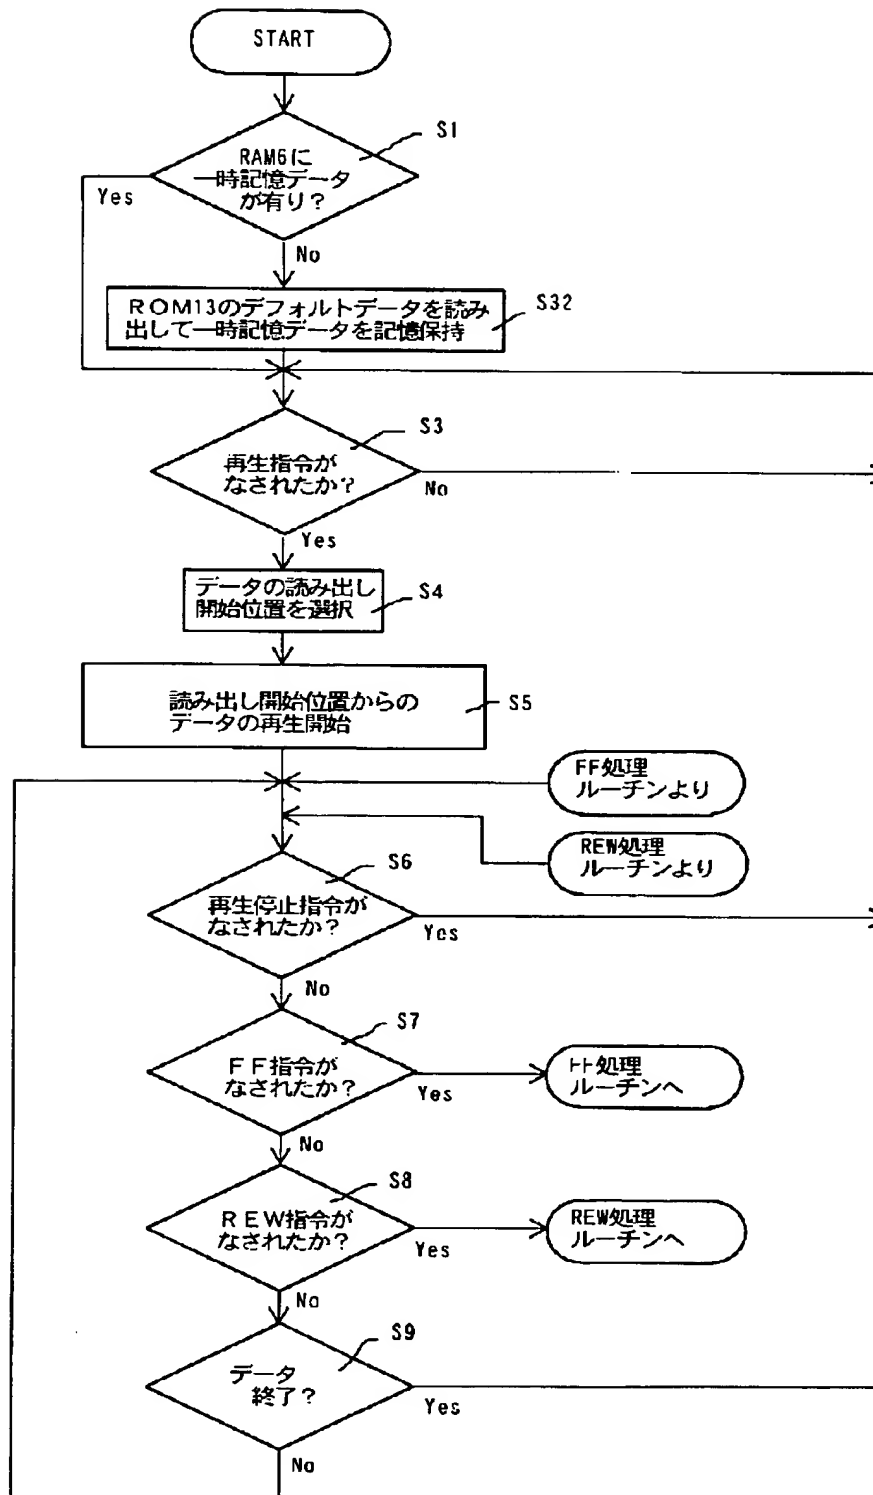 START
S1
RAM6に
一時記憶データ
が有り？
Yes
No
ROM13のデフォルトデータを読み
出して一時記憶データを記憶保持
S32
S3
再生指令が
なされたか？
No
Yes
データの読み出し
開始位置を選択
S4
読み出し開始位置からの
データの再生開始
S5
FF処理
ルーチンより
REW処理
ルーチンより
S6
再生停止指令が
なされたか？
Yes
No
S7
FF指令が
なされたか？
Yes
FF処理
ルーチンへ
No
S8
REW指令が
なされたか？
Yes
REW処理
ルーチンへ
No
S9
データ
終了？
Yes
No